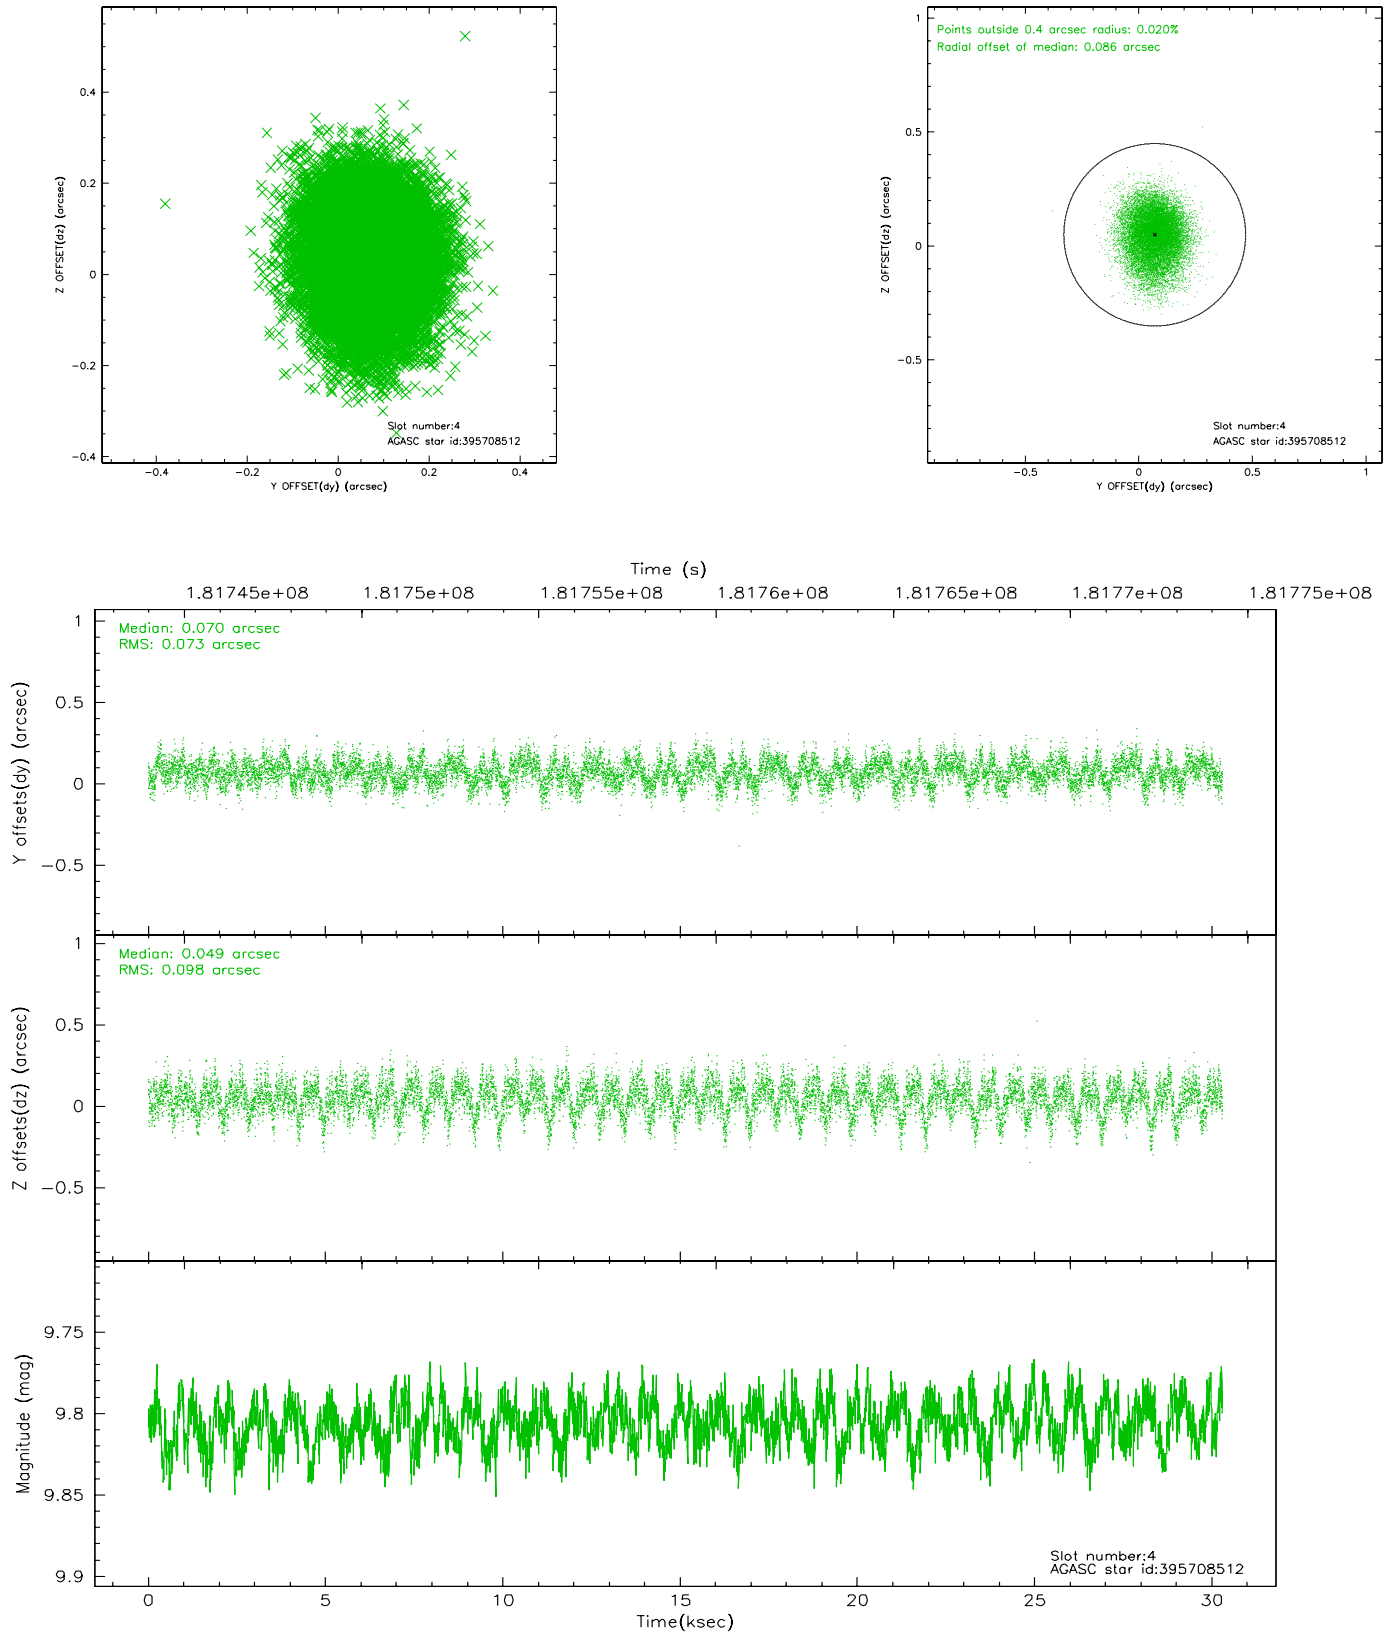 0.4
0.2
0
−0.2
−0.4
Z OFFSET(dz) (arcsec)
−0.4 −0.2 0 0.2 0.4
Y OFFSET(dy) (arcsec)
Slot number:4
AGASC star id:395708512
Points outside 0.4 arcsec radius: 0.020%
Radial offset of median: 0.086 arcsec
1
0.5
0
−0.5
Z OFFSET(dz) (arcsec)
−0.5 0 0.5 1
Y OFFSET(dy) (arcsec)
Slot number:4
AGASC star id:395708512
Time (s)
1.81745e+08 1.8175e+08 1.81755e+08 1.8176e+08 1.81765e+08 1.8177e+08 1.81775e+08
Median: 0.070 arcsec
RMS: 0.073 arcsec
1
0.5
0
−0.5
Y offsets(dy) (arcsec)
Median: 0.049 arcsec
RMS: 0.098 arcsec
1
0.5
0
−0.5
Z offsets(dz) (arcsec)
9.75
9.8
9.85
9.9
Magnitude (mag)
Slot number:4
AGASC star id:395708512
0 5 10 15 20 25 30
Time(ksec)